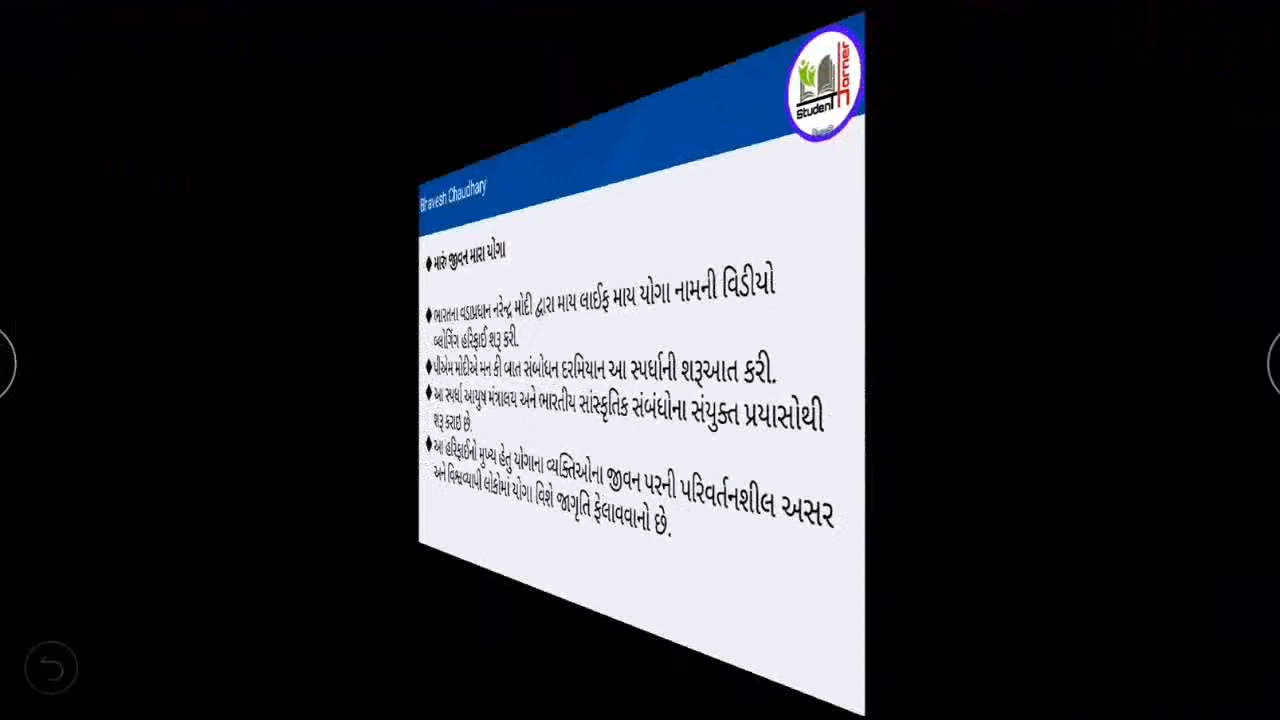 Student Corner
Bhavesh Chaudhary
♦ મારું જીવન મારા યોગા
♦ ભારતના વડાપ્રધાન નરેન્દ્ર મોદી દ્વારા માય લાઈફ માય યોગા નામની વિડીયો
બ્લોગિંગ હરિફાઈ શરૂ કરી.
♦ પીએમ મોદીએ મન કી બાત સંબોધન દરમિયાન આ સ્પર્ધાની શરૂઆત કરી.
♦ આ સ્પર્ધા આયુષ મંત્રાલય અને ભારતીય સાંસ્કૃતિક સંબંધોના સંયુક્ત પ્રયાસોથી
શરૂ કરાઇ છે.
♦ આ હરિફાઈનો મુખ્ય હેતુ યોગાના વ્યક્તિઓના જીવન પરની પરિવર્તનશીલ અસર
અને વિશ્વવ્યાપી લોકોમાં યોગા વિશે જાગૃતિ ફેલાવવાનો છે.